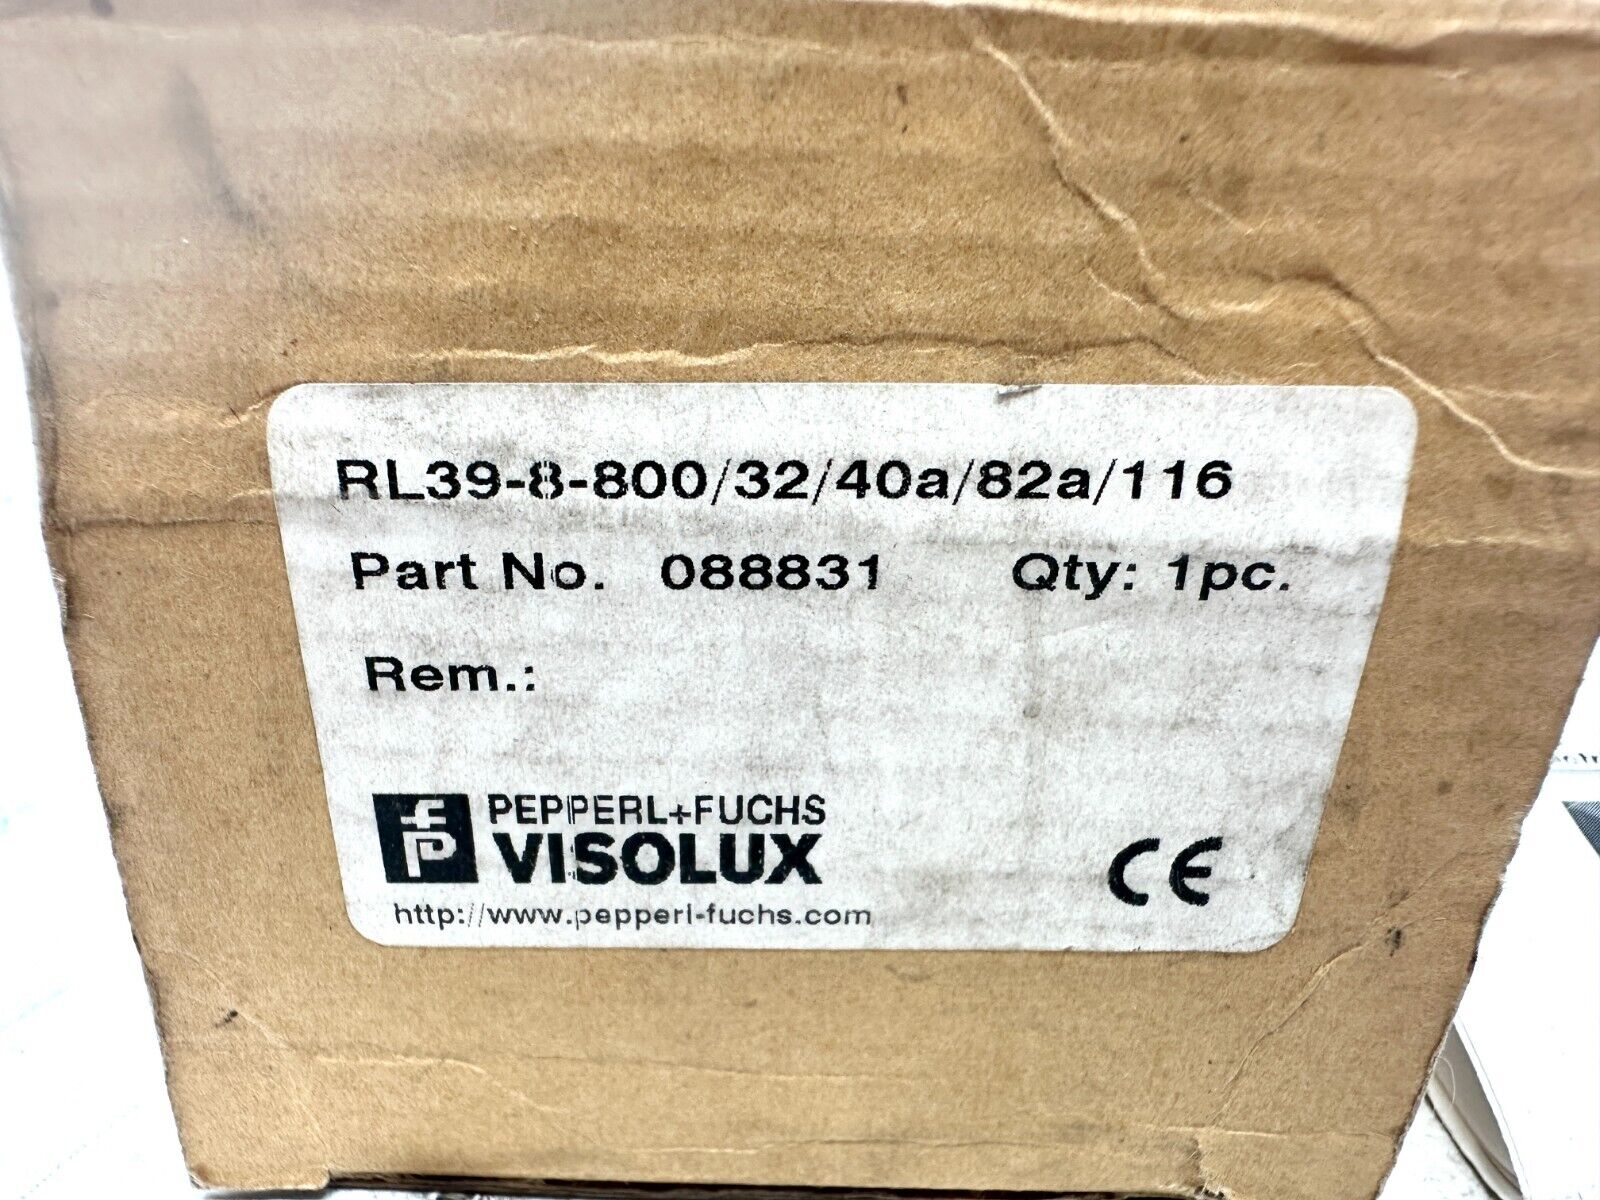 RL39-8-800/32/40a/82a/116
Part No. 088831 Qty: 1pc.
Rem.:
PEPPERL+FUCHS
VISOLUX
http://www.pepperl-fuchs.com
CE